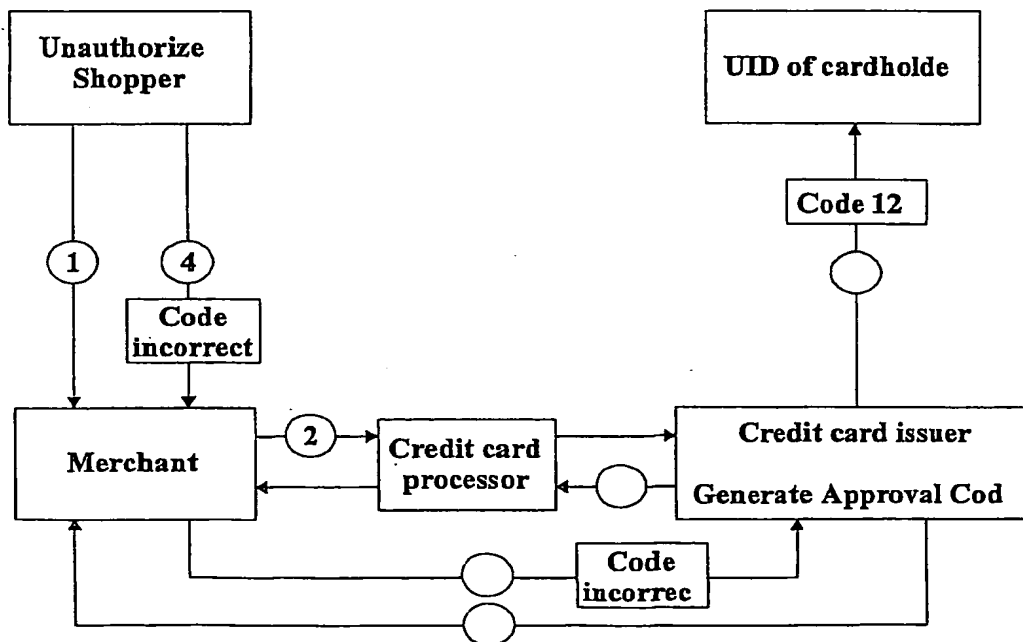 Unauthorize
Shopper
UID of cardholde
Code 12
1
4
Code
incorrect
Merchant
2
Credit card
processor
Credit card issuer
Generate Approval Cod
Code
incorrec